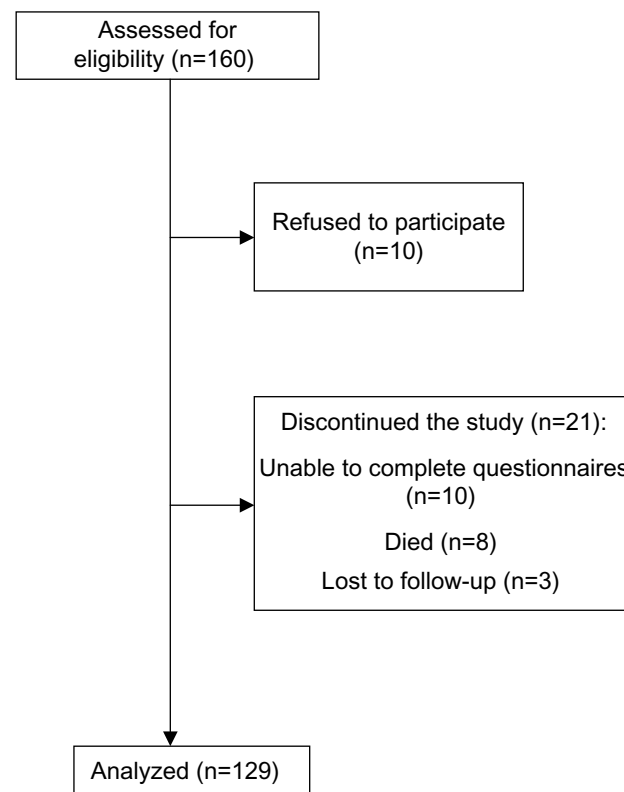 Assessed for
eligibility (n=160)
Refused to participate
(n=10)
Discontinued the study (n=21):
Unable to complete questionnaires
(n=10)
Died (n=8)
Lost to follow-up (n=3)
Analyzed (n=129)